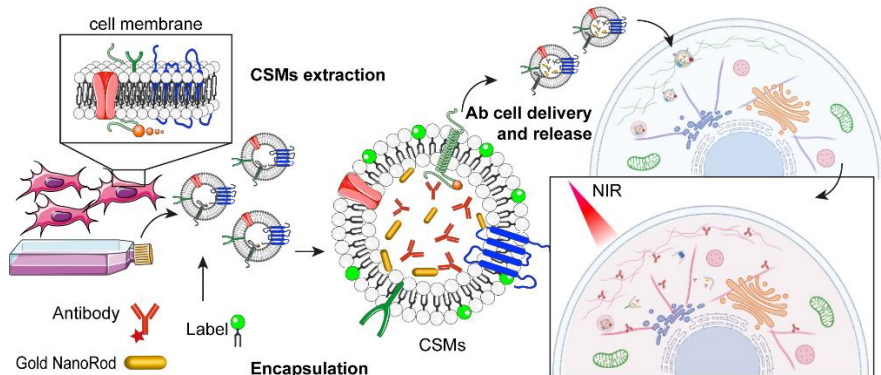 cell membrane
CSMs extraction
Ab cell delivery
and release
NIR
Antibody
Label
CSMs
Gold NanoRod
Encapsulation